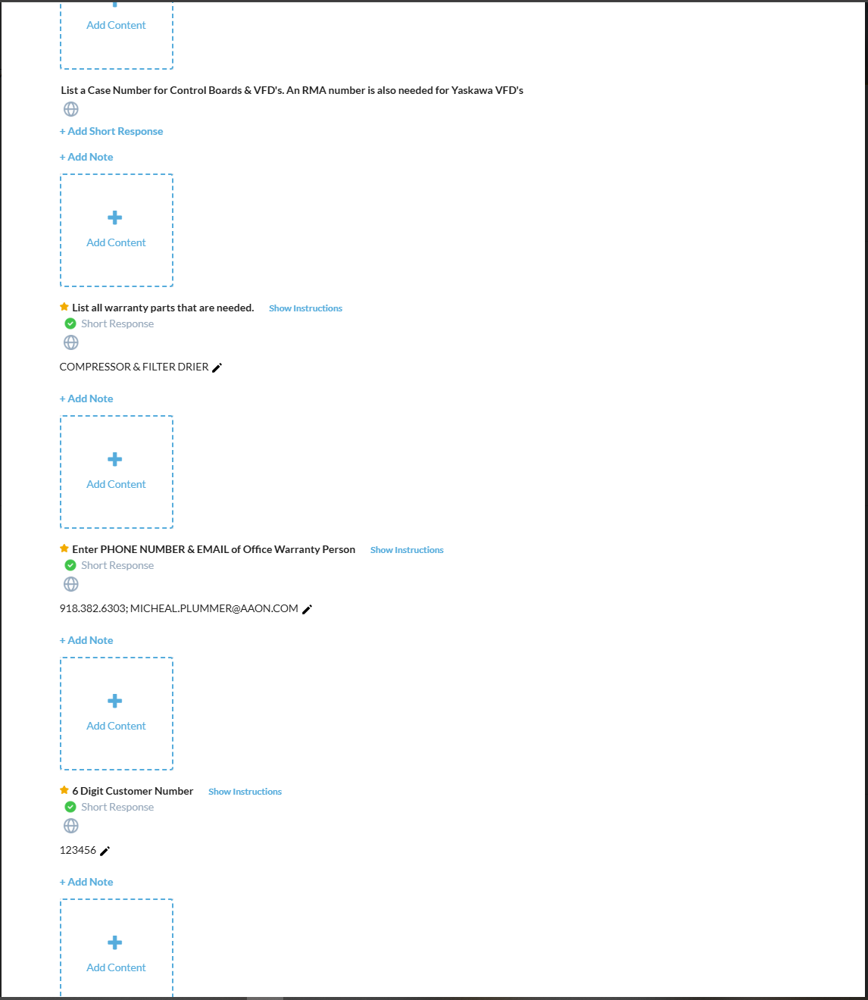 Add Content
List a Case Number for Control Boards & VFD's. An RMA number is also needed for Yaskawa VFD's
+ Add Short Response
+ Add Note
Add Content
List all warranty parts that are needed. Show Instructions
Short Response
COMPRESSOR & FILTER DRIER
+ Add Note
Add Content
Enter PHONE NUMBER & EMAIL of Office Warranty Person Show Instructions
Short Response
918.382.6303; MICHEAL.PLUMMER@AAON.COM
+ Add Note
Add Content
6 Digit Customer Number Show Instructions
Short Response
123456
+ Add Note
Add Content